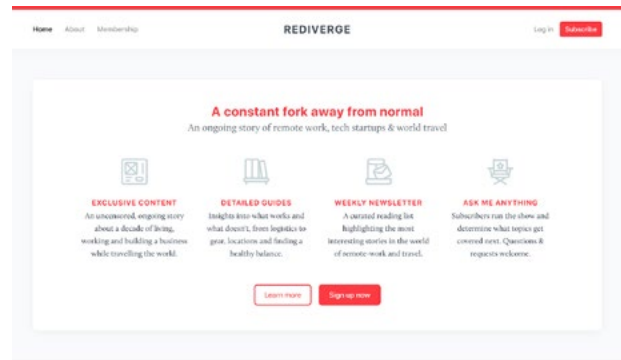 Home About Membership REDIVERGE Log in Subscribe
A constant fork away from normal
An ongoing story of remote work, tech startups & world travel
EXCLUSIVE CONTENT
An uncensored, ongoing story
about a decade of living,
working and building a business
while travelling the world.
DETAILED GUIDES
Insights into what works and
what doesn't, from logistics to
gear, locations and finding a
healthy balance.
WEEKLY NEWSLETTER
A curated reading list
highlighting the most
interesting stories in the world
of remote-work and travel.
ASK ME ANYTHING
Subscribers run the show and
determine what topics get
covered next. Questions &
requests welcome.
Learn more Sign up now